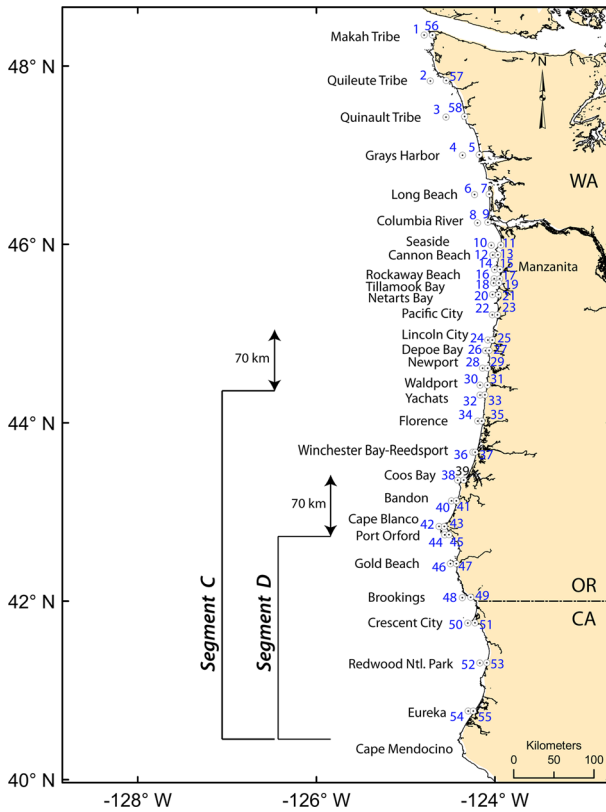 1 56
Makah Tribe
N
48° N
2 57
Quileute Tribe
3 58
Quinault Tribe
4 5
Grays Harbor
WA
6 7
Long Beach
8 9
Columbia River
Seaside 10 11
Cannon Beach 12 13
14 15
Manzanita
Rockaway Beach 16 17
Tillamook Bay 18 19
Netarts Bay 20 21
22 23
Pacific City
46° N
Lincoln City 24 25
Depoe Bay 26 27
Newport 28 29
70 km
30 31
Waldport
Yachats
32 33
44° N
34 35
Florence
Winchester Bay-Reedsport
36 37
39
Coos Bay 38
70 km
Bandon
40 41
Cape Blanco 42 43
Port Orford 44 45
Gold Beach
46 47
OR
Brookings 48 49
42° N
CA
Crescent City 50 51
Segment C
Segment D
Redwood Ntl. Park 52 53
Eureka
54 55
Cape Mendocino
Kilometers
0 50 100
40° N
-128° W -126° W -124° W